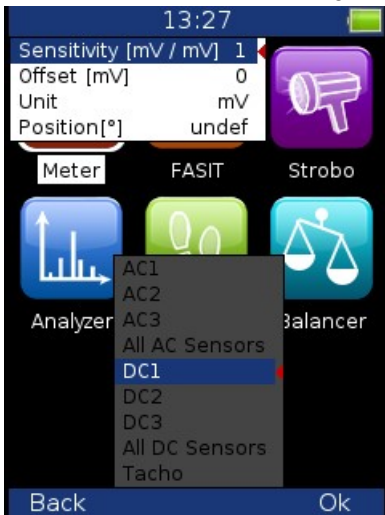 13:27
Sensitivity [mV / mV] 1
Offset [mV] 0
Unit mV
Position[°] undef
Meter FASIT Strobo
Analyzer Balancer
AC1
AC2
AC3
All AC Sensors
DC1
DC2
DC3
All DC Sensors
Tacho
Back Ok